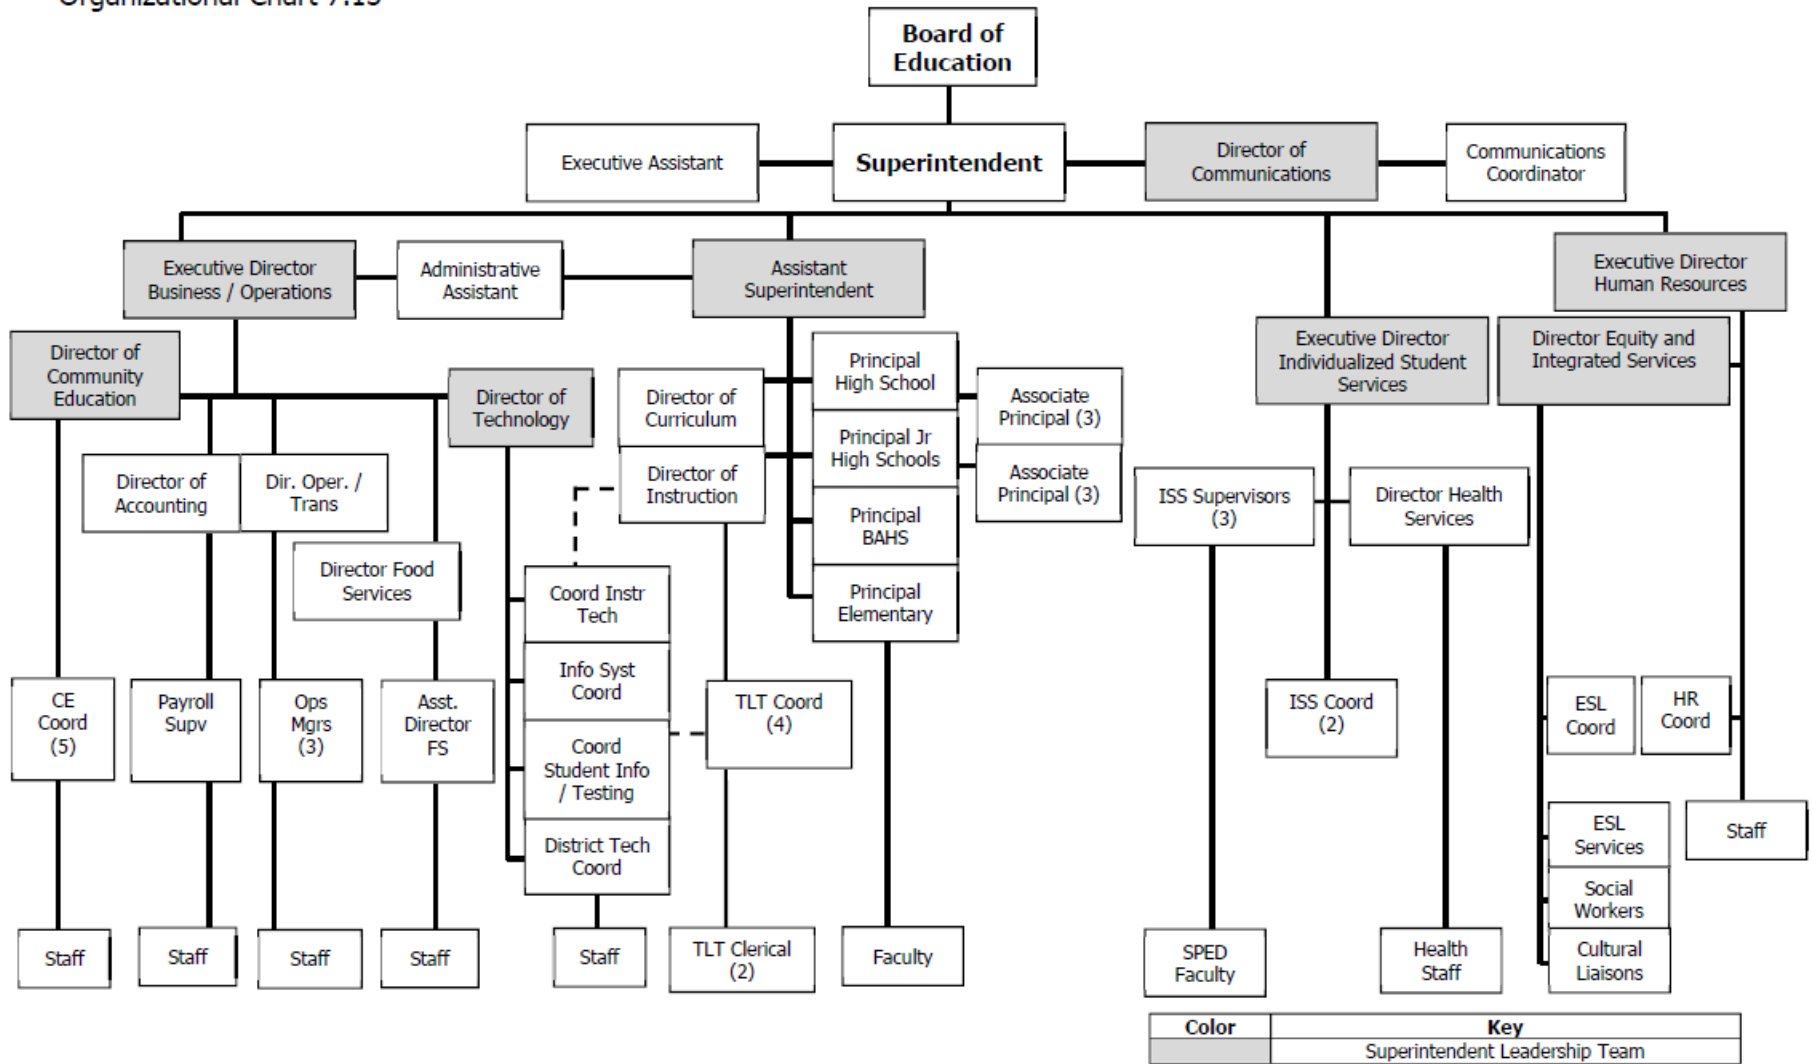 Organizational Chart 7.15
Board of
Education
Executive Assistant
Superintendent
Director of
Communications
Communications
Coordinator
Executive Director
Business / Operations
Administrative
Assistant
Assistant
Superintendent
Executive Director
Human Resources
Director of
Community
Education
Director of
Technology
Director of
Curriculum
Principal
High School
Associate
Principal (3)
Executive Director
Individualized Student
Services
Director Equity and
Integrated Services
Director of
Accounting
Dir. Oper. /
Trans
Director of
Instruction
Principal Jr
High Schools
Associate
Principal (3)
ISS Supervisors
(3)
Director Health
Services
Director Food
Services
Principal
BAHS
Coord Instr
Tech
Principal
Elementary
CE
Coord
(5)
Payroll
Supv
Ops
Mgrs
(3)
Asst.
Director
FS
Info Syst
Coord
TLT Coord
(4)
ISS Coord
(2)
ESL
Coord
HR
Coord
Coord
Student Info
/ Testing
District Tech
Coord
ESL
Services
Staff
Social
Workers
Staff
Staff
Staff
Staff
Staff
TLT Clerical
(2)
Faculty
SPED
Faculty
Health
Staff
Cultural
Liaisons
Color Key
Superintendent Leadership Team